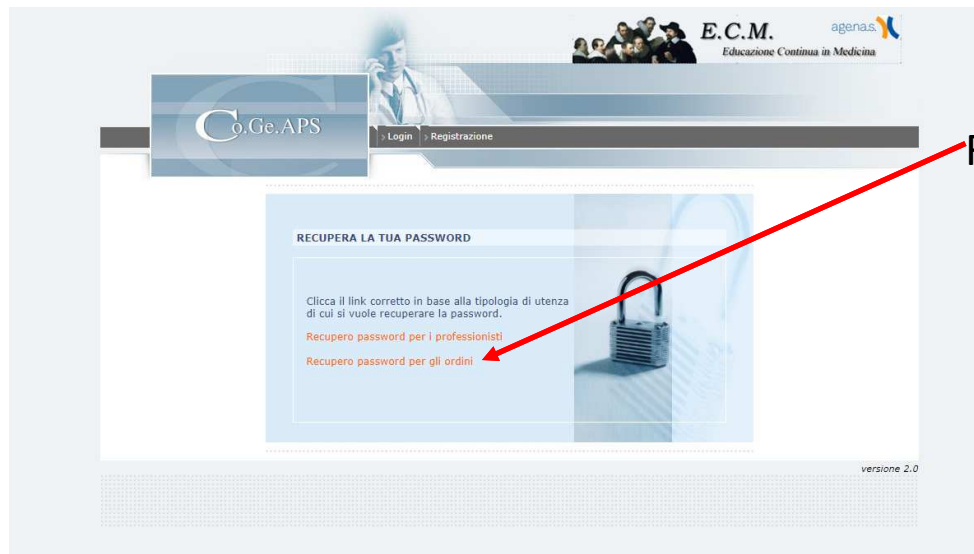 E.C.M.
agenas.
Educazione Continua in Medicina
Co.Ge.APS
Login
Registrazione
RECUPERA LA TUA PASSWORD
Clicca il link corretto in base alla tipologia di utenza
di cui si vuole recuperare la password.
Recupero password per i professionisti
Recupero password per gli ordini
versione 2.0